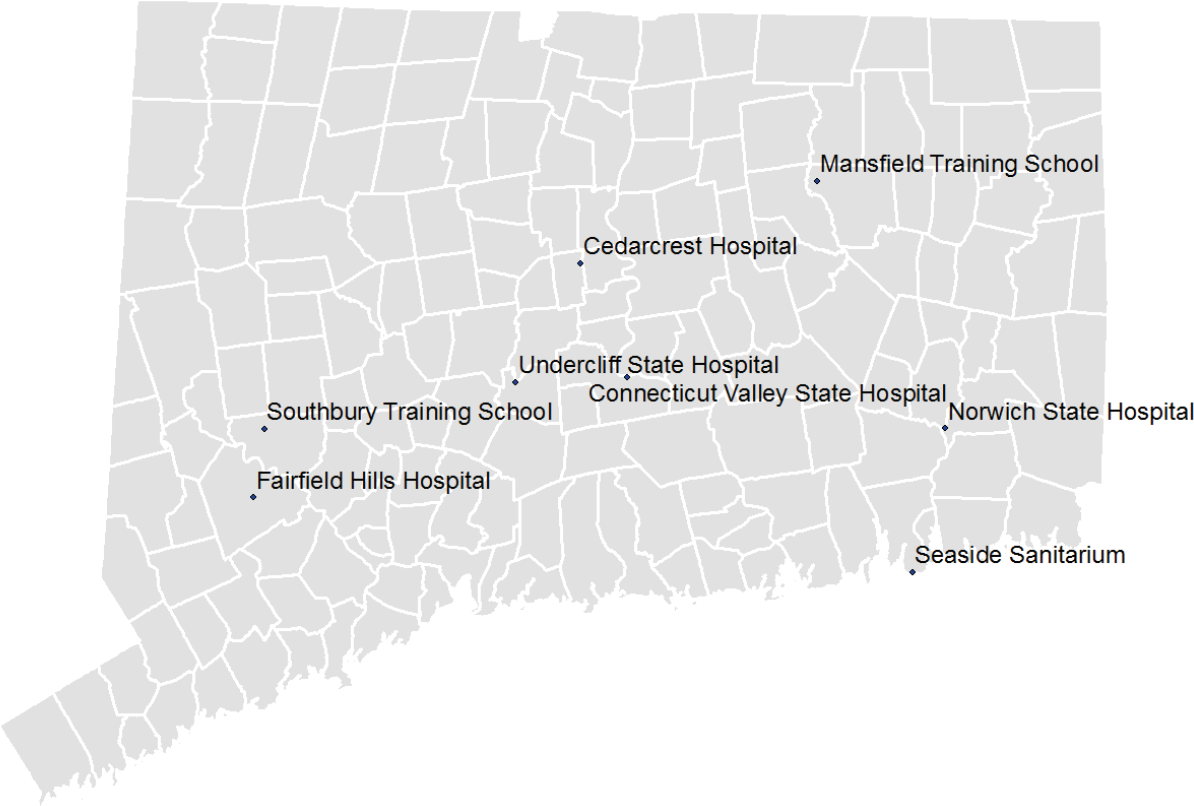 Mansfield Training School
Cedarcrest Hospital
Undercliff State Hospital
Connecticut Valley State Hospital
Southbury Training School
Norwich State Hospital
Fairfield Hills Hospital
Seaside Sanitarium